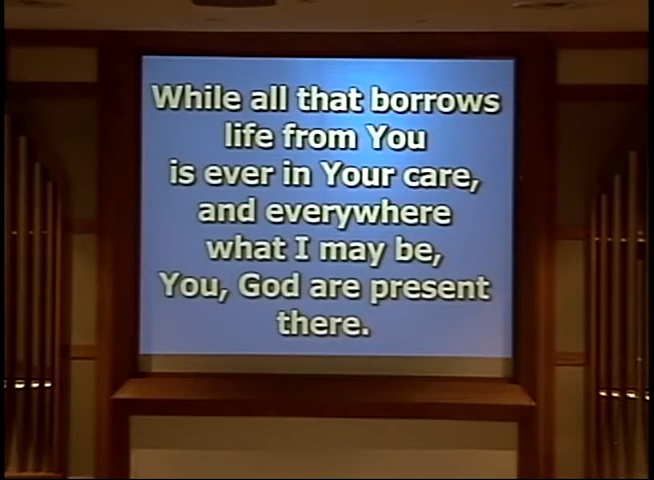 While all that borrows
life from You
is ever in Your care,
and everywhere
what I may be,
You, God are present
there.